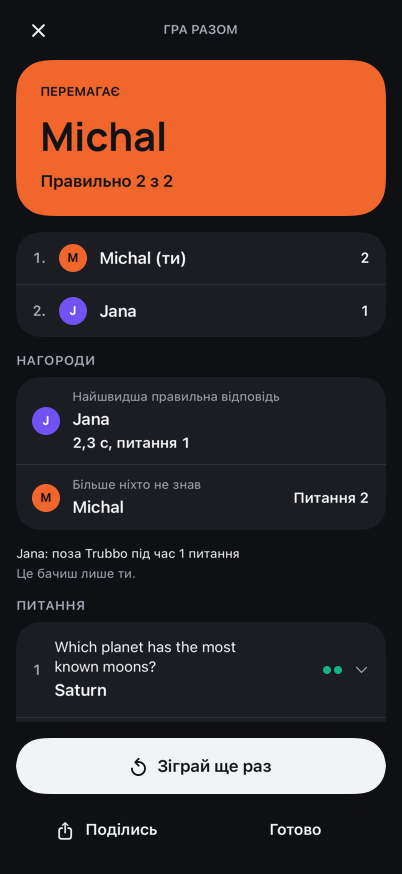 ГРА РАЗОМ
ПЕРЕМАГАЄ
Michal
Правильно 2 з 2
1. M Michal (ти) 2
2. J Jana 1
НАГОРОДИ
Найшвидша правильна відповідь
J Jana
2,3 с, питання 1
Більше ніхто не знав
M Michal Питання 2
Jana: поза Trubbo під час 1 питання
Це бачиш лише ти.
ПИТАННЯ
Which planet has the most
1 known moons?
Saturn
Зіграй ще раз
Поділись Готово